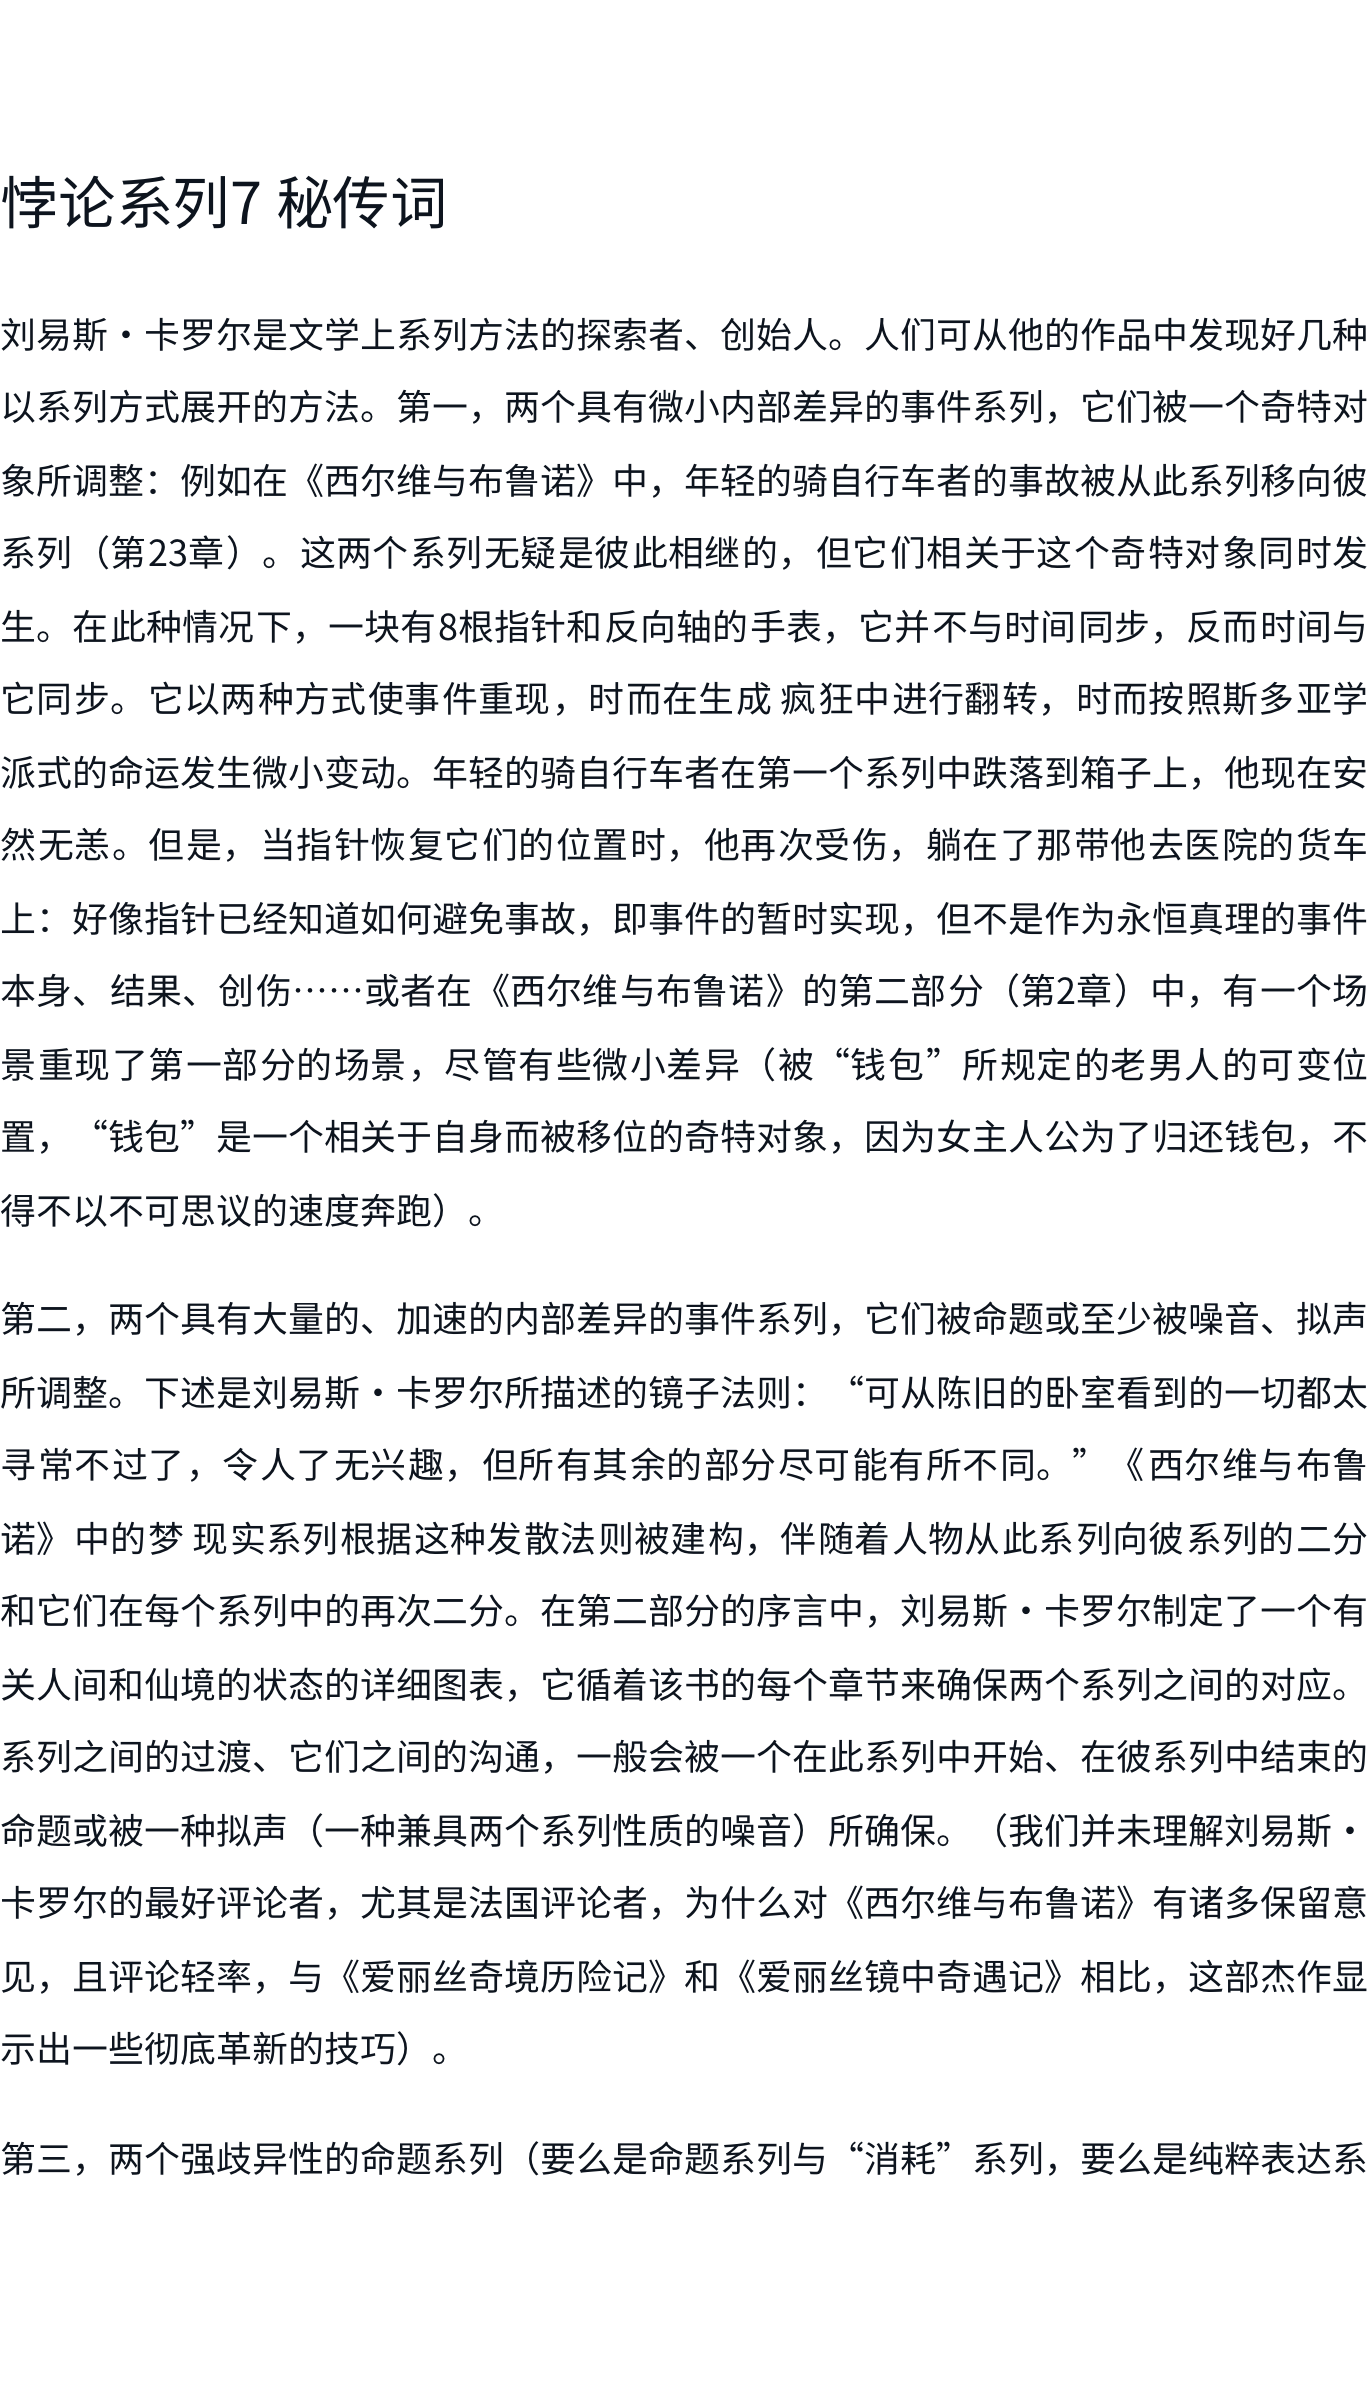 悖论系列7 秘传词
刘易斯·卡罗尔是文学上系列方法的探索者、创始人。人们可从他的作品中发现好几种
以系列方式展开的方法。第一，两个具有微小内部差异的事件系列，它们被一个奇特对
象所调整：例如在《西尔维与布鲁诺》中，年轻的骑自行车者的事故被从此系列移向彼
系列（第23章）。这两个系列无疑是彼此相继的，但它们相关于这个奇特对象同时发
生。在此种情况下，一块有8根指针和反向轴的手表，它并不与时间同步，反而时间与
它同步。它以两种方式使事件重现，时而在生成 疯狂中进行翻转，时而按照斯多亚学
派式的命运发生微小变动。年轻的骑自行车者在第一个系列中跌落到箱子上，他现在安
然无恙。但是，当指针恢复它们的位置时，他再次受伤，躺在了那带他去医院的货车
上：好像指针已经知道如何避免事故，即事件的暂时实现，但不是作为永恒真理的事件
本身、结果、创伤……或者在《西尔维与布鲁诺》的第二部分（第2章）中，有一个场
景重现了第一部分的场景，尽管有些微小差异（被“钱包”所规定的老男人的可变位
置，“钱包”是一个相关于自身而被移位的奇特对象，因为女主人公为了归还钱包，不
得不以不可思议的速度奔跑）。
第二，两个具有大量的、加速的内部差异的事件系列，它们被命题或至少被噪音、拟声
所调整。下述是刘易斯·卡罗尔所描述的镜子法则：“可从陈旧的卧室看到的一切都太
寻常不过了，令人了无兴趣，但所有其余的部分尽可能有所不同。”《西尔维与布鲁
诺》中的梦 现实系列根据这种发散法则被建构，伴随着人物从此系列向彼系列的二分
和它们在每个系列中的再次二分。在第二部分的序言中，刘易斯·卡罗尔制定了一个有
关人间和仙境的状态的详细图表，它循着该书的每个章节来确保两个系列之间的对应。
系列之间的过渡、它们之间的沟通，一般会被一个在此系列中开始、在彼系列中结束的
命题或被一种拟声（一种兼具两个系列性质的噪音）所确保。（我们并未理解刘易斯·
卡罗尔的最好评论者，尤其是法国评论者，为什么对《西尔维与布鲁诺》有诸多保留意
见，且评论轻率，与《爱丽丝奇境历险记》和《爱丽丝镜中奇遇记》相比，这部杰作显
示出一些彻底革新的技巧）。
第三，两个强歧异性的命题系列（要么是命题系列与“消耗”系列，要么是纯粹表达系